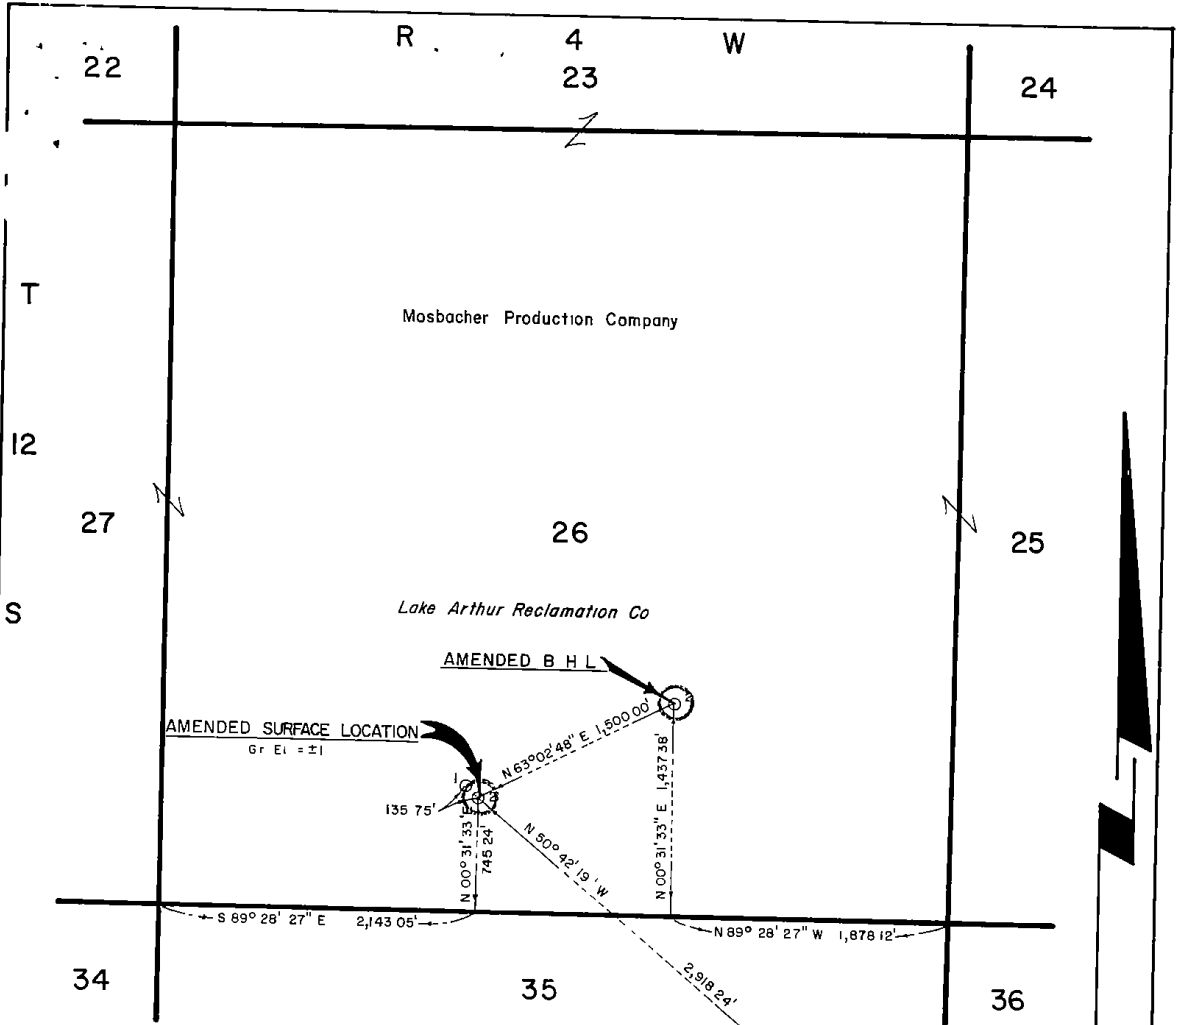 R 4 W
22 23 24
T
Mosbacher Production Company
12
27 26 25
S
Lake Arthur Reclamation Co
AMENDED B H L
AMENDED SURFACE LOCATION
Gr El = ±1
N 63° 02' 48" E 1,500 00'
1
135 75'
N 00° 31' 33" E
745 24'
N 00° 31' 33" E 1,437 38'
N 50° 42' 19" W
S 89° 28' 27" E 2,143 05'
N 89° 28' 27" W 1,878 12'
2,918 24'
34 35 36